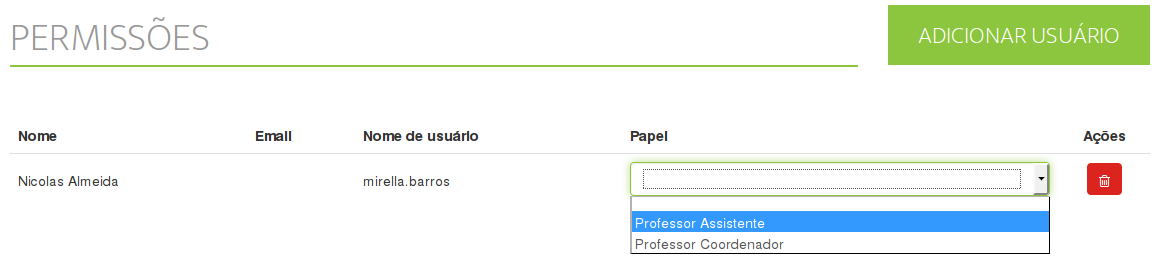 PERMISSÕES
ADICIONAR USUÁRIO
Nome Email Nome de usuário Papel Ações
Nicolas Almeida mirella.barros
Professor Assistente
Professor Coordenador